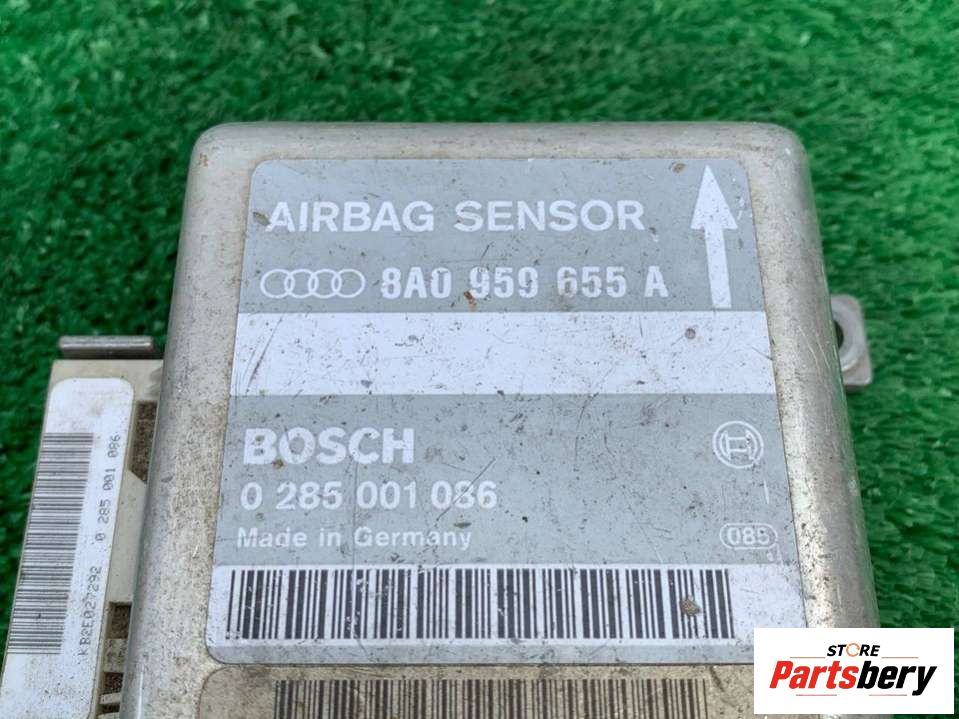 AIRBAG SENSOR
8A0 959 655 A
BOSCH
0 285 001 086
Made in Germany
085
0 285 001 086
KB2E027292
STORE
Partsbery